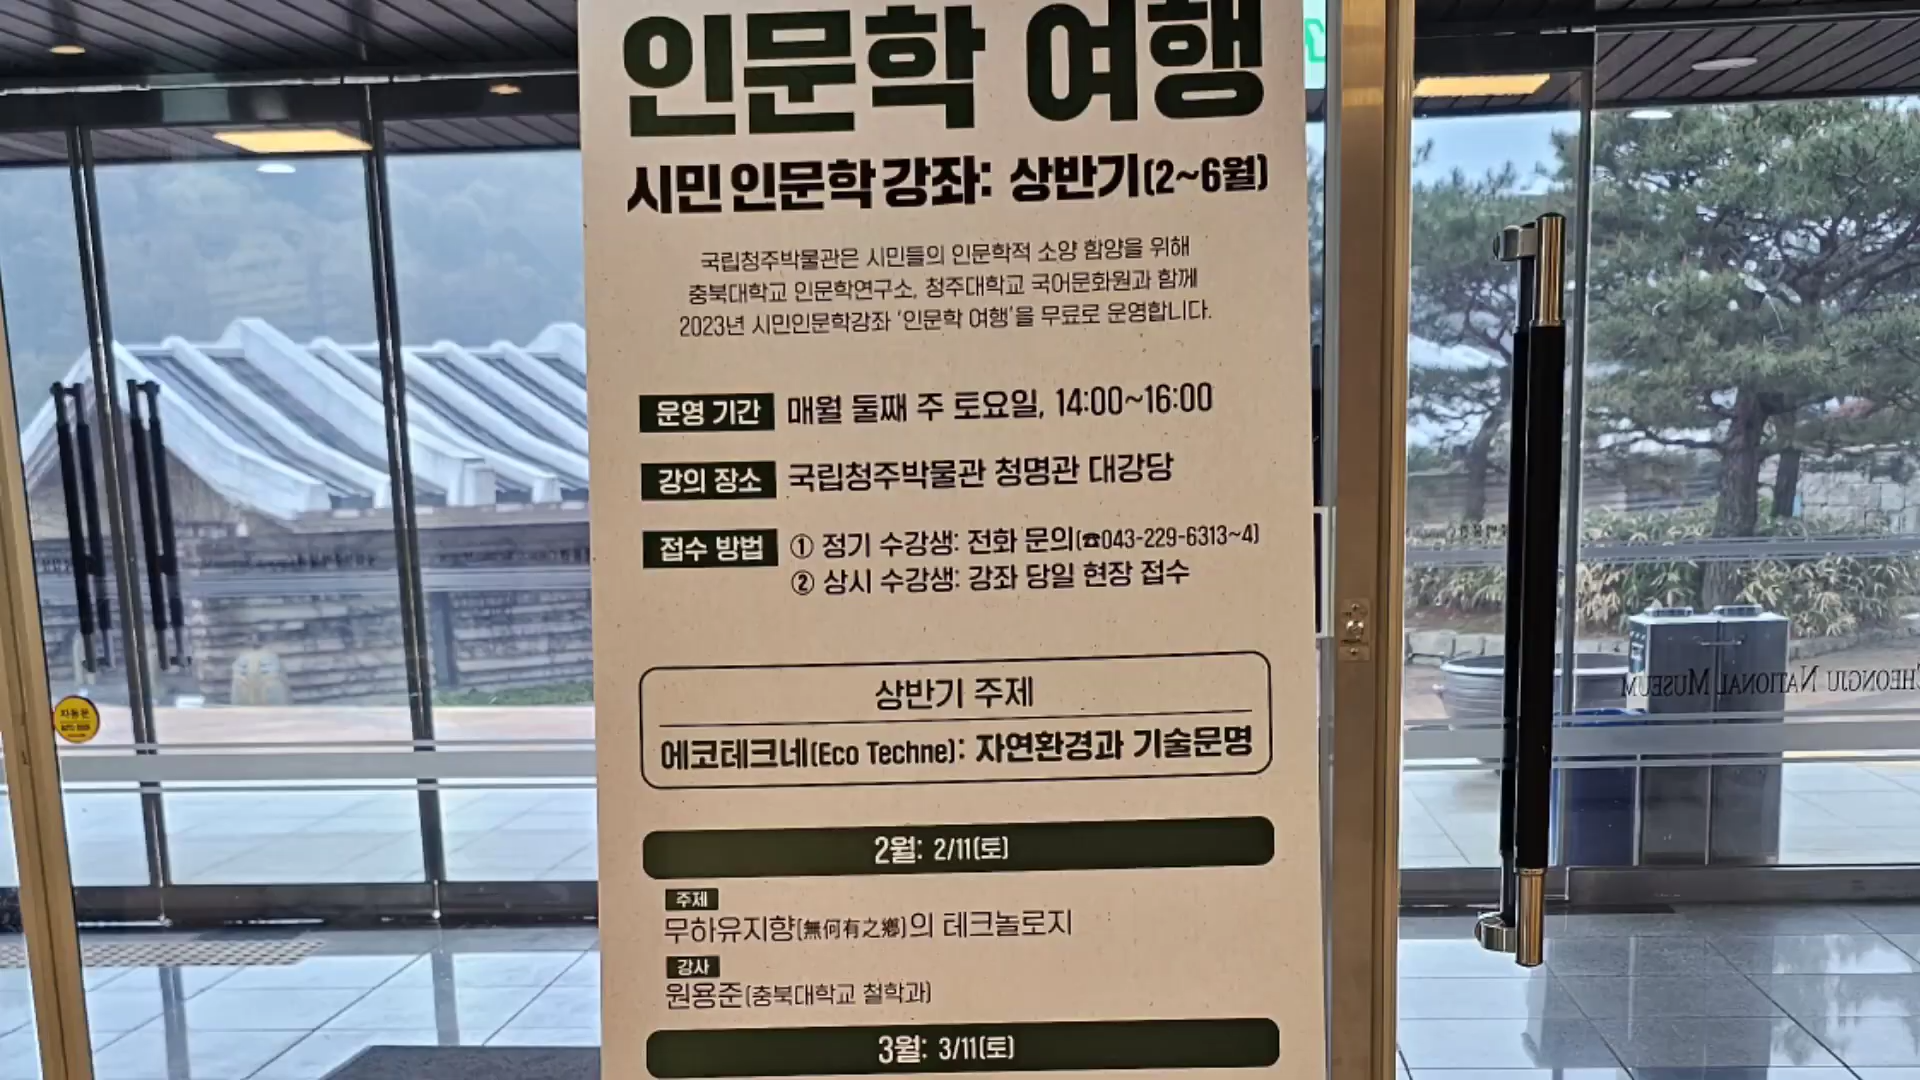 인문학 여행
시민 인문학 강좌: 상반기(2~6월)
국립청주박물관은 시민들의 인문학적 소양 함양을 위해
충북대학교 인문학연구소, 청주대학교 국어문화원과 함께
2023년 시민인문학강좌 '인문학 여행'을 무료로 운영합니다.
운영 기간 매월 둘째 주 토요일, 14:00~16:00
강의 장소 국립청주박물관 청명관 대강당
접수 방법 ① 정기 수강생: 전화 문의(☎043-229-6313~4)
② 상시 수강생: 강좌 당일 현장 접수
상반기 주제
에코테크네(Eco Techne): 자연환경과 기술문명
2월: 2/11(토)
주제
무하유지향(無何有之鄕)의 테크놀로지
강사
원용준(충북대학교 철학과)
3월: 3/11(토)
자동문
CHEONGJU NATIONAL MUSEUM